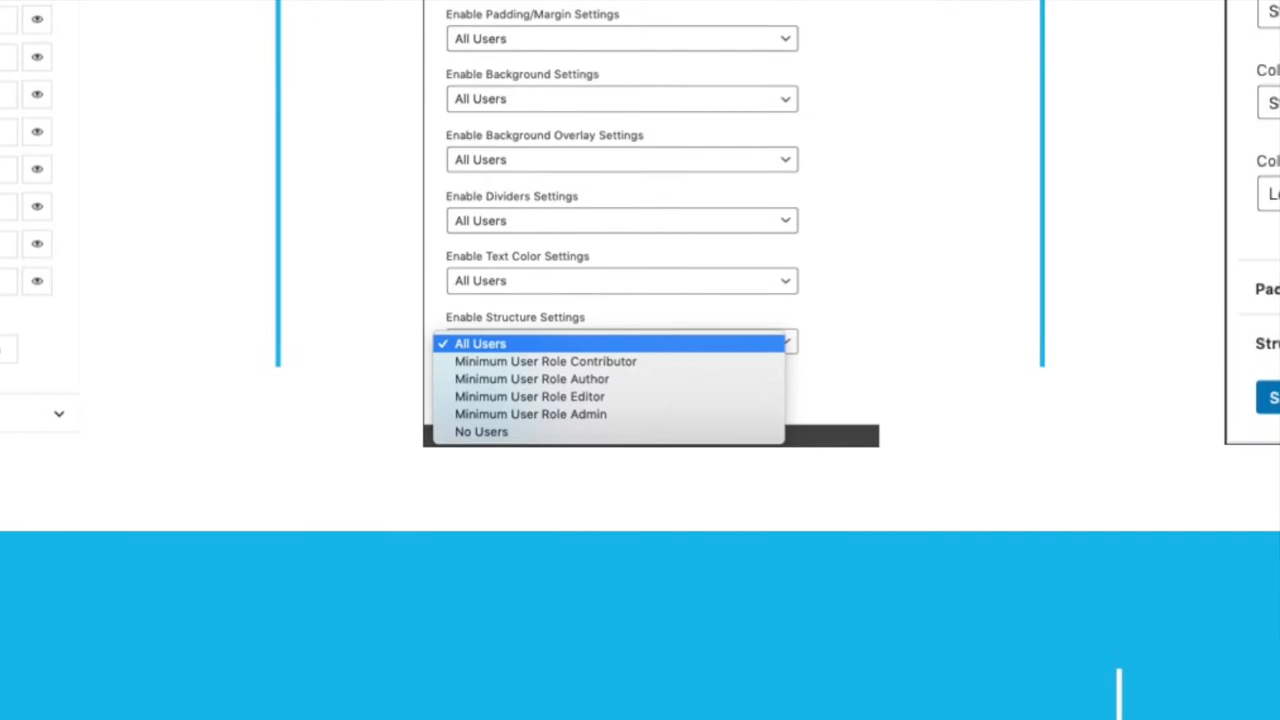 Enable Padding/Margin Settings
All Users
Enable Background Settings
All Users
Enable Background Overlay Settings
All Users
Enable Dividers Settings
All Users
Enable Text Color Settings
All Users
Enable Structure Settings
All Users
Minimum User Role Contributor
Minimum User Role Author
Minimum User Role Editor
Minimum User Role Admin
No Users